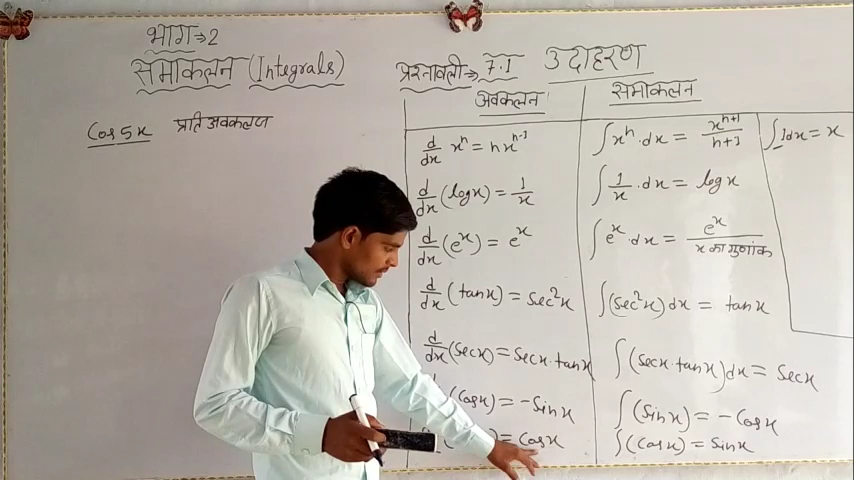 भाग→2
समाकलन (Integrals)
प्रश्नावली→ 7.1 उदाहरण
Cos 5x प्रति अवकलज
अवकलन
d/dx xⁿ = nxⁿ⁻¹
d/dx (logx) = 1/x
d/dx (eˣ) = eˣ
d/dx (tanx) = Sec²x
d/dx (Secx) = Secx·tanx
(Cosx) = -Sinx
= Cosx
समाकलन
∫xⁿ·dx = xⁿ⁺¹/n+1
∫1/x·dx = logx
∫eˣ·dx = eˣ/x का गुणांक
∫(Sec²x)dx = tanx
∫(Secx·tanx)dx = Secx
∫(Sinx) = -Cosx
∫(Cosx) = Sinx
∫1dx = x